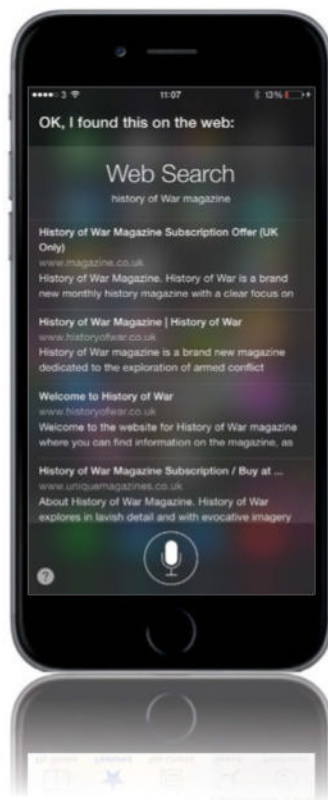 3 11:07 13%
OK, I found this on the web:
Web Search
history of War magazine
History of War Magazine Subscription Offer (UK
Only)
www.magazine.co.uk
History of War Magazine. History of War is a brand
new monthly history magazine with a clear focus on
History of War Magazine | History of War
www.historyofwar.co.uk
History of War magazine is a brand new magazine
dedicated to the exploration of armed conflict
Welcome to History of War
www.historyofwar.co.uk
Welcome to the website for History of War magazine
where you can find information on the magazine, as
History of War Magazine Subscription / Buy at ...
www.uniquemagazines.co.uk
About History of War Magazine. History of War
explores in lavish detail and with evocative imagery
?